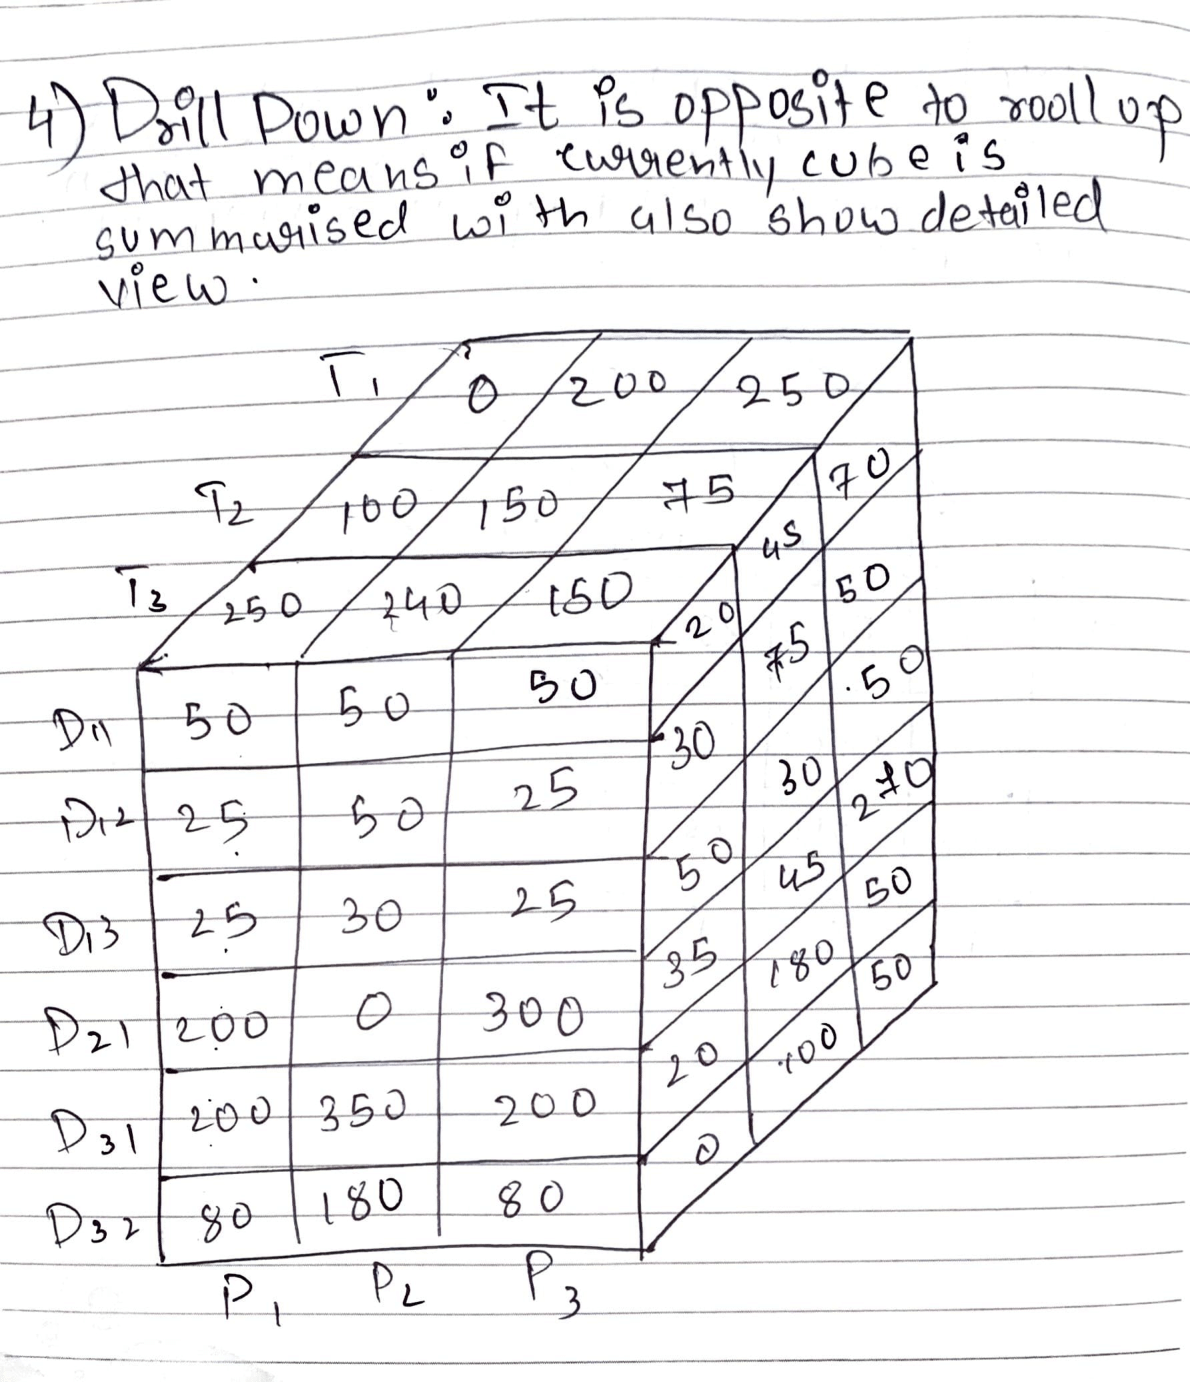 4) Drill Down: It is opposite to rooll up
that means if currently cube is
summarised with also show detailed
view.
T1 0 200 250
T2 100 150 75 70
T3 250 240 150 20 45 50
D11 50 50 50 30 75 50
D12 25 50 25 50 30 270
D13 25 30 25 35 45 50
D21 200 0 300 20 180 50
D31 200 350 200 0 100
D32 80 180 80
P1 P2 P3